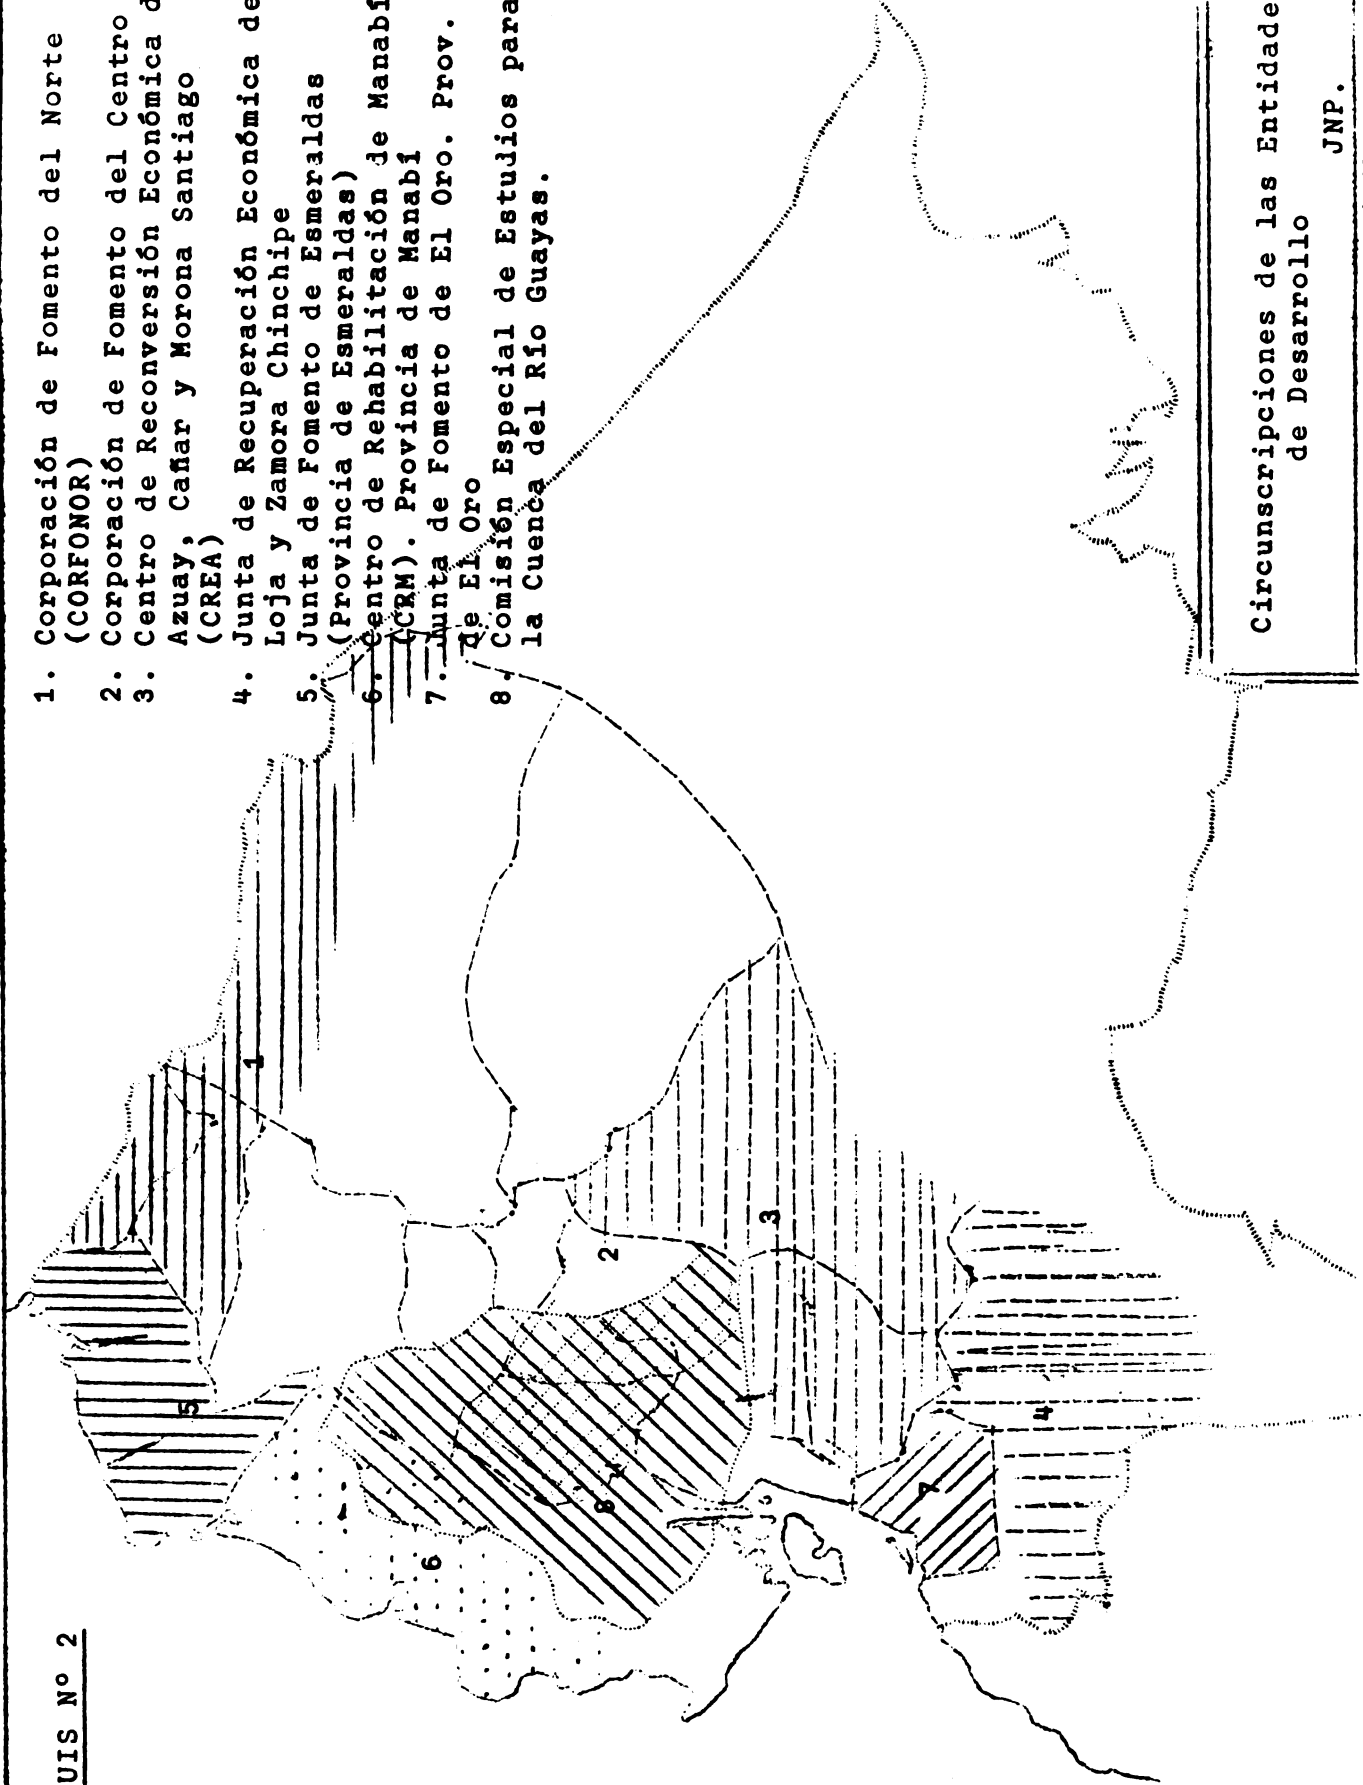 UIS Nº 2
1. Corporación de Fomento del Norte
(CORFONOR)
2. Corporación de Fomento del Centro
3. Centro de Reconversión Económica d
Azuay, Cañar y Morona Santiago
(CREA)
4. Junta de Recuperación Económica de
Loja y Zamora Chinchipe
5. Junta de Fomento de Esmeraldas
(Provincia de Esmeraldas)
6. Centro de Rehabilitación de Manabí
(CRM). Provincia de Manabí
7. Junta de Fomento de El Oro. Prov.
de El Oro
8. Comisión Especial de Estudios para
la Cuenca del Río Guayas.
1
2
3
4
5
6
7
8
Circunscripciones de las Entidade
de Desarrollo
JNP.